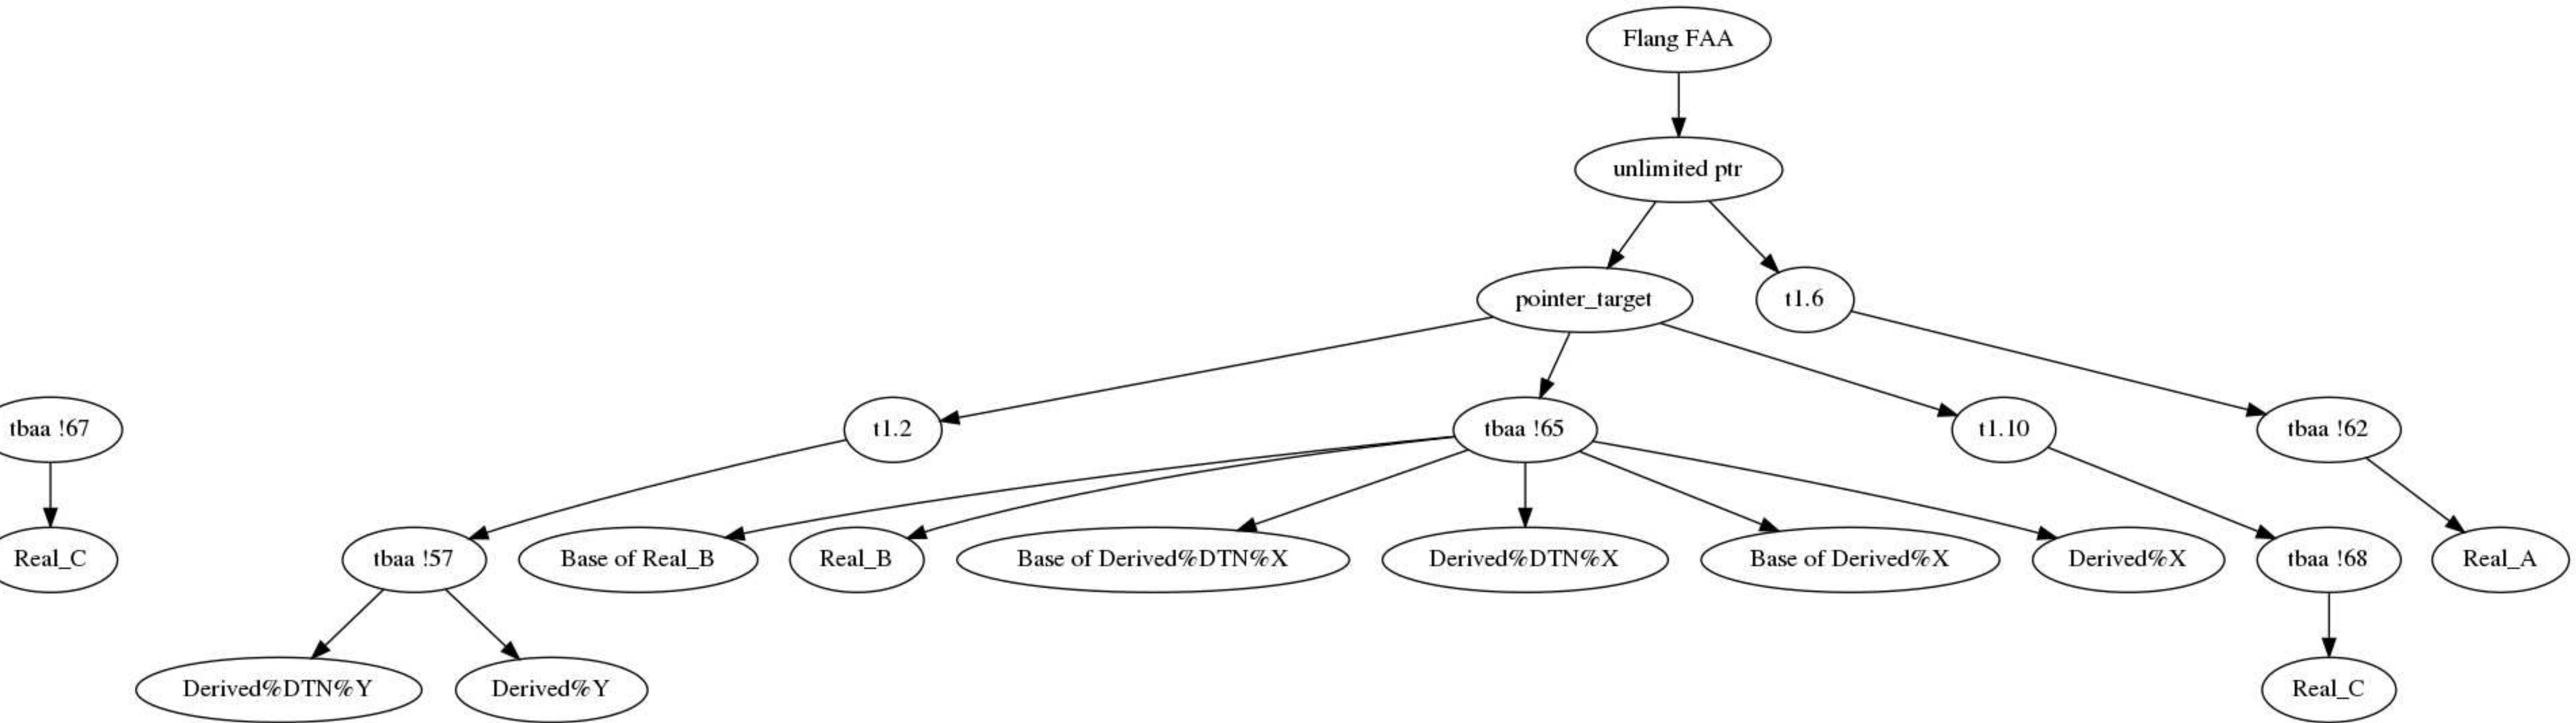 Flang FAA
unlimited ptr
pointer_target
t1.6
tbaa !67
t1.2
tbaa !65
t1.10
tbaa !62
Real_C
tbaa !57
Base of Real_B
Real_B
Base of Derived%DTN%X
Derived%DTN%X
Base of Derived%X
Derived%X
tbaa !68
Real_A
Derived%DTN%Y
Derived%Y
Real_C